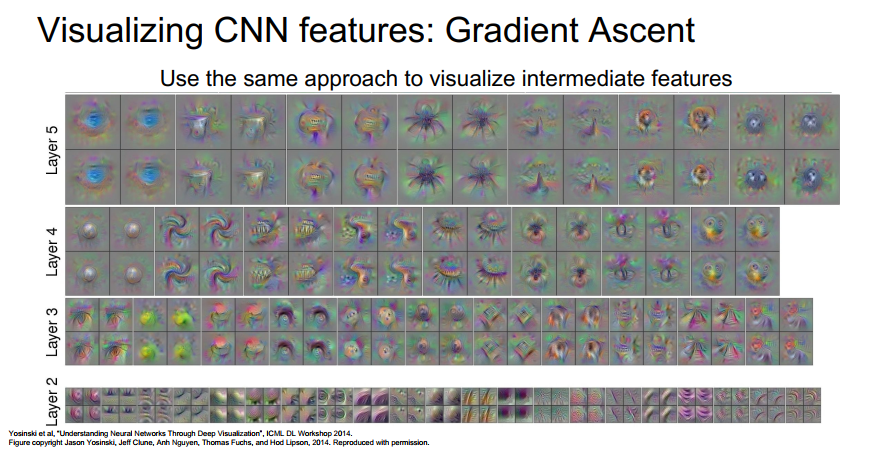 Visualizing CNN features: Gradient Ascent
Use the same approach to visualize intermediate features
Layer 5
Layer 4
Layer 3
Layer 2
Yosinski et al, "Understanding Neural Networks Through Deep Visualization", ICML DL Workshop 2014.
Figure copyright Jason Yosinski, Jeff Clune, Anh Nguyen, Thomas Fuchs, and Hod Lipson, 2014. Reproduced with permission.